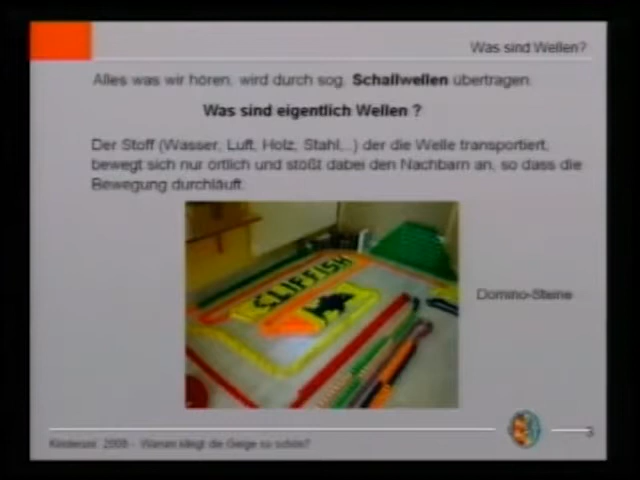 Was sind Wellen?
Alles was wir hören, wird durch sog. Schallwellen übertragen.
Was sind eigentlich Wellen ?
Der Stoff (Wasser, Luft, Holz, Stahl,..) der die Welle transportiert,
bewegt sich nur örtlich und stößt dabei den Nachbarn an, so dass die
Bewegung durchläuft.
CLIFFISH
Domino-Steine
Kinderuni 2008 - Warum klingt die Geige so schön?
3